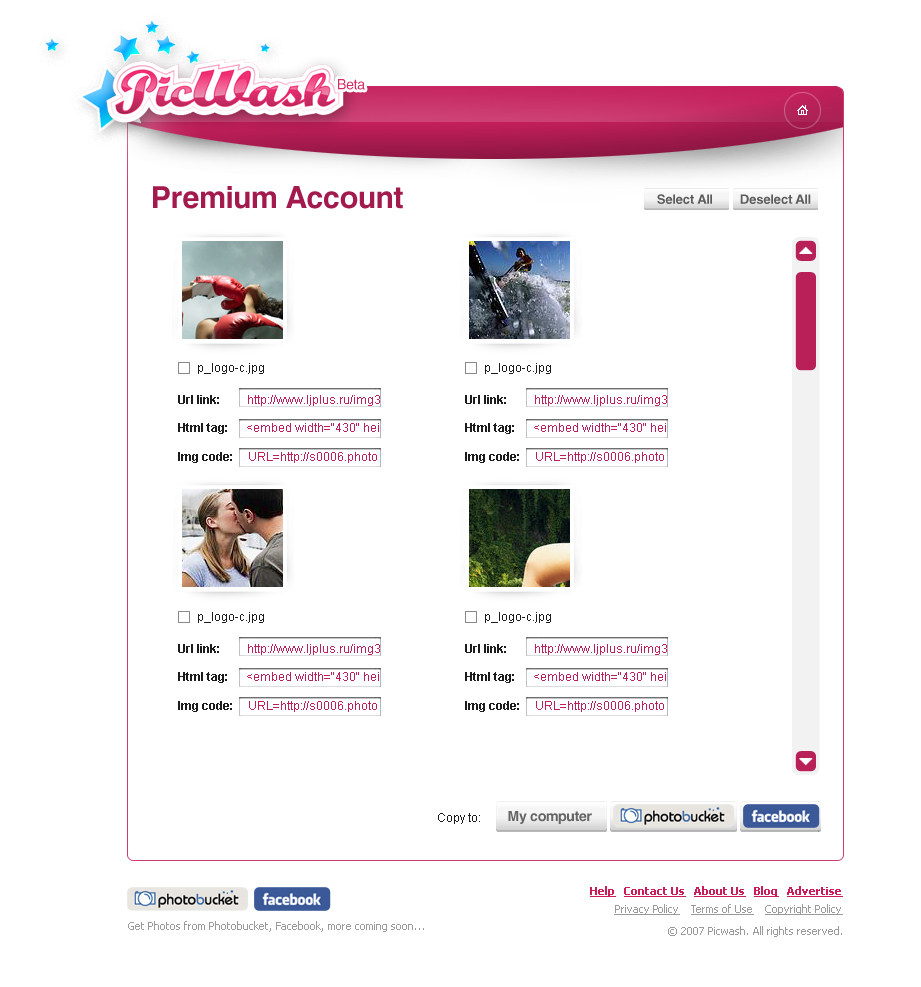 PicWash Beta
Premium Account
Select All Deselect All
p_logo-c.jpg p_logo-c.jpg
Url link: http://www.ljplus.ru/img3 Url link: http://www.ljplus.ru/img3
Html tag: <embed width="430" hei Html tag: <embed width="430" hei
Img code: URL=http://s0006.photo Img code: URL=http://s0006.photo
p_logo-c.jpg p_logo-c.jpg
Url link: http://www.ljplus.ru/img3 Url link: http://www.ljplus.ru/img3
Html tag: <embed width="430" hei Html tag: <embed width="430" hei
Img code: URL=http://s0006.photo Img code: URL=http://s0006.photo
Copy to: My computer photobucket facebook
photobucket facebook
Get Photos from Photobucket, Facebook, more coming soon...
Help Contact Us About Us Blog Advertise
Privacy Policy Terms of Use Copyright Policy
© 2007 Picwash. All rights reserved.